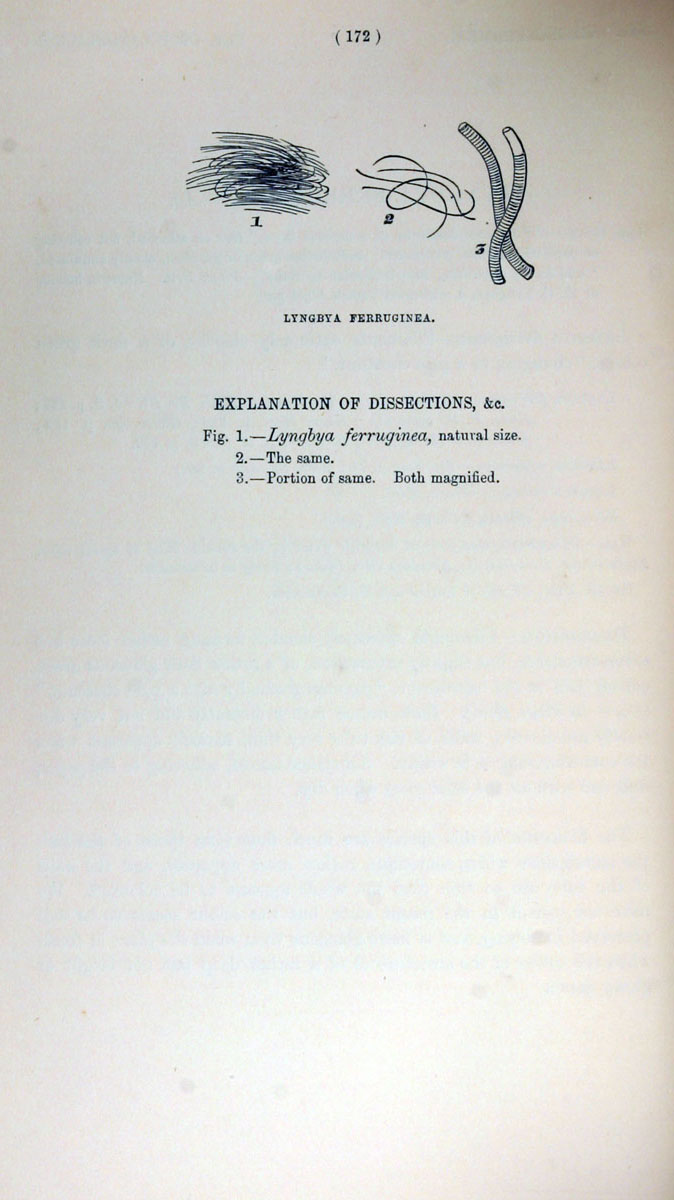 ( 172 )
1
2
3
LYNGBYA FERRUGINEA.
EXPLANATION OF DISSECTIONS, &c.
Fig. 1.—Lyngbya ferruginea, natural size.
2.—The same.
3.—Portion of same. Both magnified.